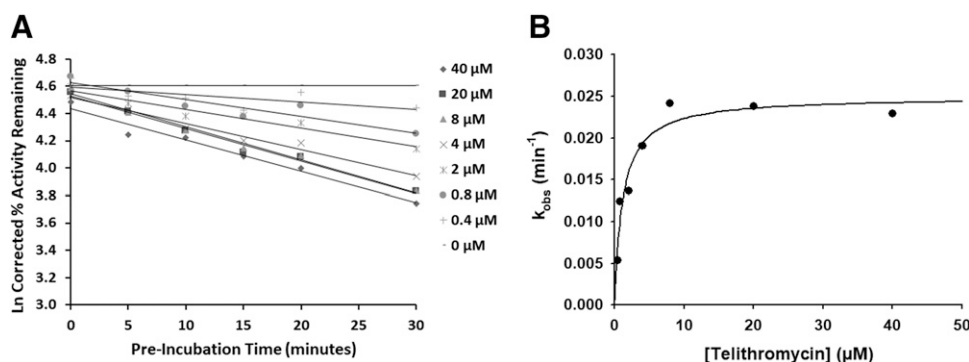 A
Ln Corrected % Activity Remaining
4.8
4.6
4.4
4.2
4.0
3.8
3.6
3.4
3.2
3.0
0
5
10
15
20
25
30
Pre-Incubation Time (minutes)
40 µM
20 µM
8 µM
4 µM
2 µM
0.8 µM
0.4 µM
0 µM
B
k_obs (min⁻¹)
0.030
0.025
0.020
0.015
0.010
0.005
0.000
0
10
20
30
40
50
[Telithromycin] (µM)